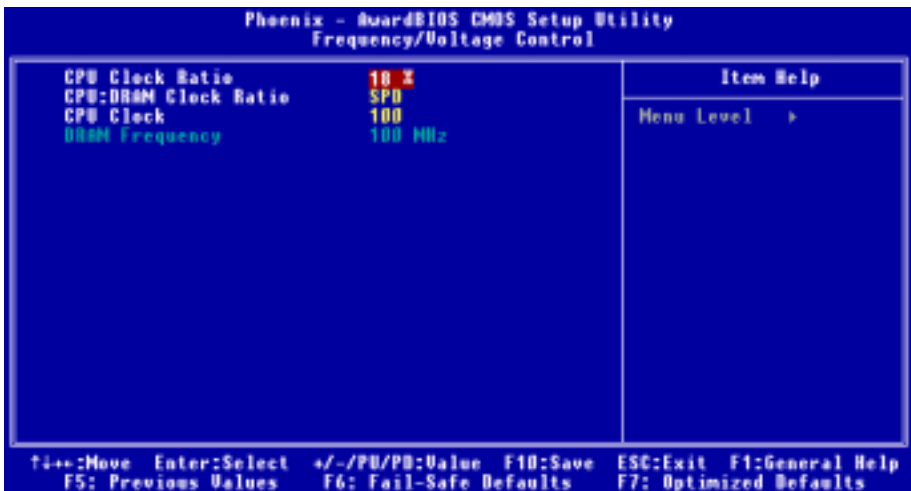 Phoenix - AwardBIOS CMOS Setup Utility
Frequency/Voltage Control
CPU Clock Ratio 18 X
CPU:DRAM Clock Ratio SPD
CPU Clock 100
DRAM Frequency 100 MHz
Item Help
Menu Level ▸
↑↓→←:Move Enter:Select +/-/PU/PD:Value F10:Save ESC:Exit F1:General Help
F5: Previous Values F6: Fail-Safe Defaults F7: Optimized Defaults